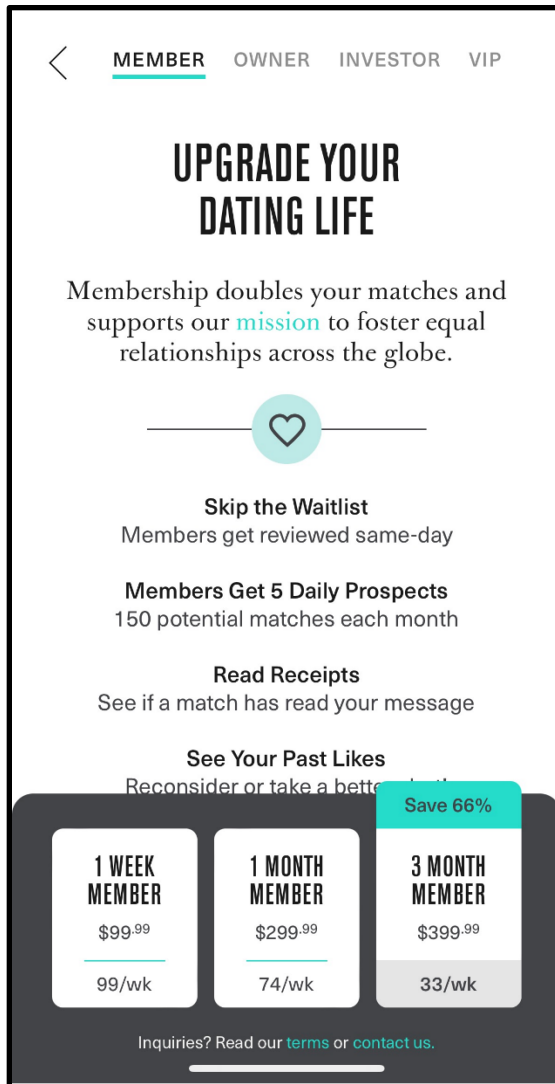 MEMBER OWNER INVESTOR VIP
UPGRADE YOUR
DATING LIFE
Membership doubles your matches and
supports our mission to foster equal
relationships across the globe.
Skip the Waitlist
Members get reviewed same-day
Members Get 5 Daily Prospects
150 potential matches each month
Read Receipts
See if a match has read your message
See Your Past Likes
Reconsider or take a better
Save 66%
1 WEEK
MEMBER
$99.99
99/wk
1 MONTH
MEMBER
$299.99
74/wk
3 MONTH
MEMBER
$399.99
33/wk
Inquiries? Read our terms or contact us.